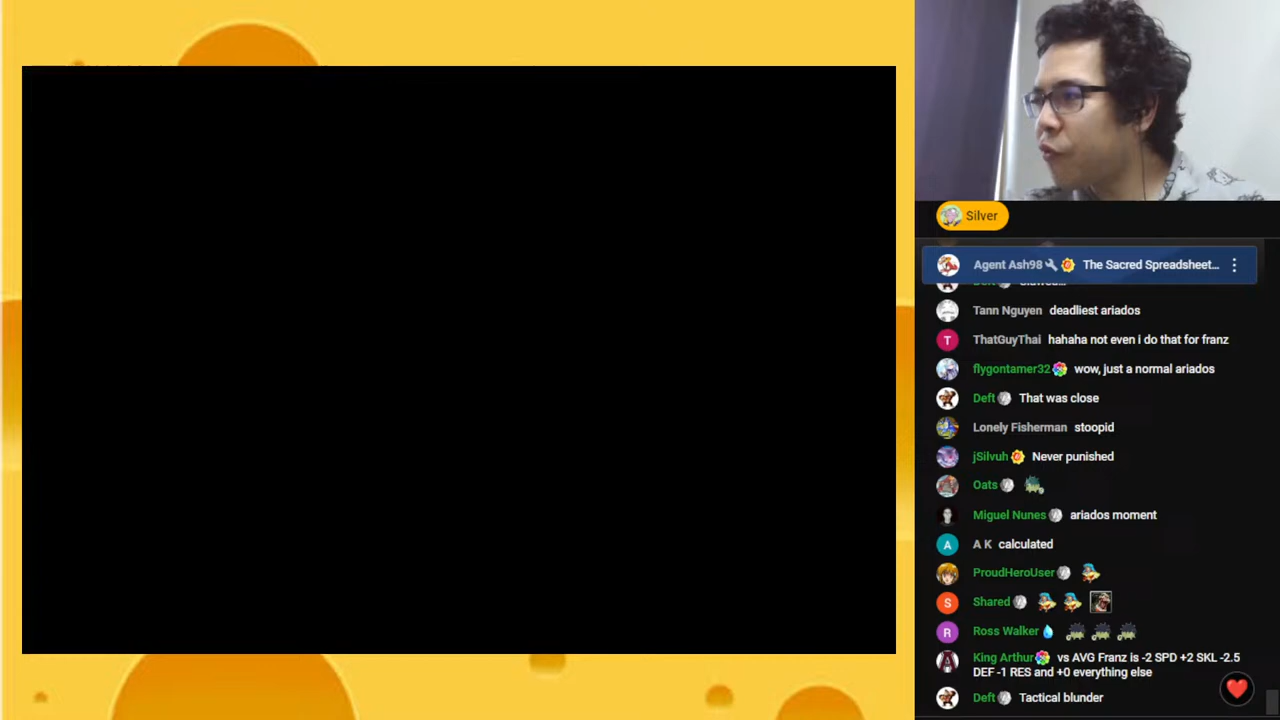 Silver
Agent Ash98 The Sacred Spreadsheet...
Tann Nguyen deadliest ariados
ThatGuyThai hahaha not even i do that for franz
flygontamer32 wow, just a normal ariados
Deft That was close
Lonely Fisherman stoopid
jSilvuh Never punished
Oats
Miguel Nunes ariados moment
A A K calculated
ProudHeroUser
S Shared
R Ross Walker
King Arthur vs AVG Franz is -2 SPD +2 SKL -2.5
DEF -1 RES and +0 everything else
Deft Tactical blunder